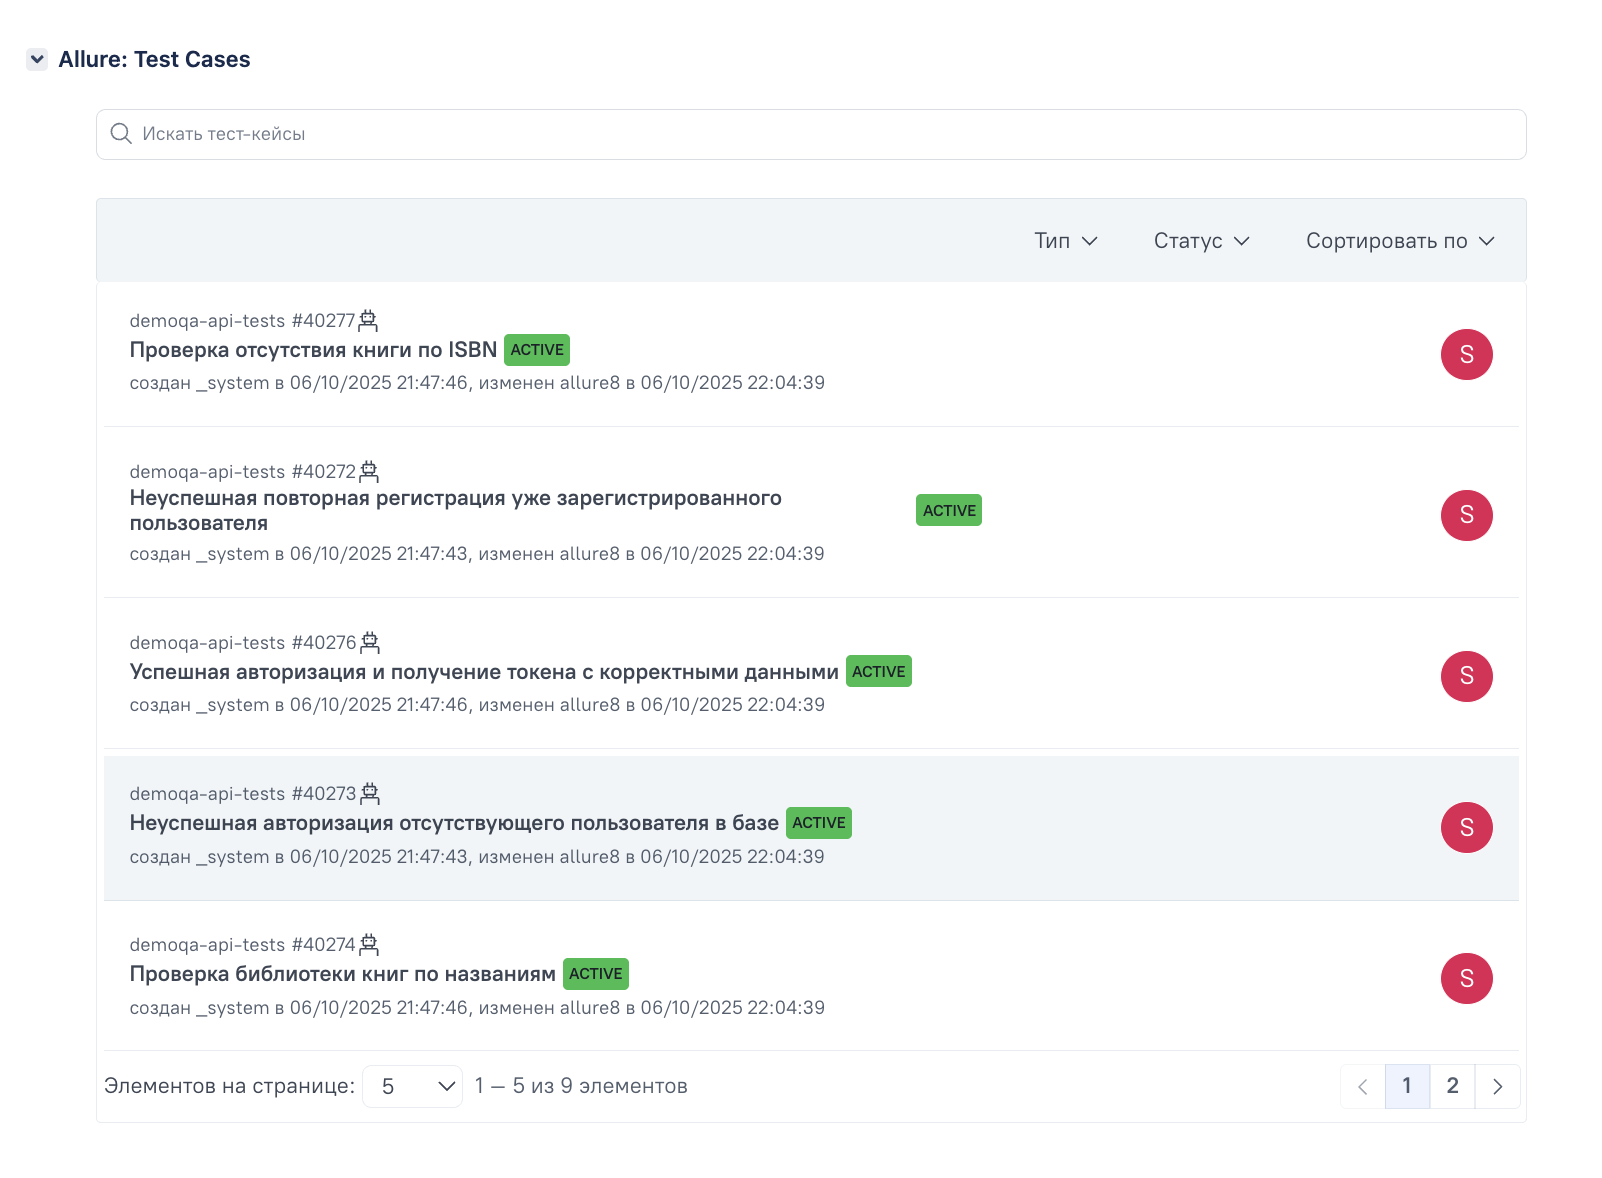 Allure: Test Cases
Искать тест-кейсы
Тип
Статус
Сортировать по
demoqa-api-tests #40277
Проверка отсутствия книги по ISBN ACTIVE
S
создан _system в 06/10/2025 21:47:46, изменен allure8 в 06/10/2025 22:04:39
demoqa-api-tests #40272
Неуспешная повторная регистрация уже зарегистрированного
пользователя
ACTIVE
S
создан _system в 06/10/2025 21:47:43, изменен allure8 в 06/10/2025 22:04:39
demoqa-api-tests #40276
Успешная авторизация и получение токена с корректными данными ACTIVE
S
создан _system в 06/10/2025 21:47:46, изменен allure8 в 06/10/2025 22:04:39
demoqa-api-tests #40273
Неуспешная авторизация отсутствующего пользователя в базе ACTIVE
S
создан _system в 06/10/2025 21:47:43, изменен allure8 в 06/10/2025 22:04:39
demoqa-api-tests #40274
Проверка библиотеки книг по названиям ACTIVE
S
создан _system в 06/10/2025 21:47:46, изменен allure8 в 06/10/2025 22:04:39
Элементов на странице: 5 1 — 5 из 9 элементов
1 2